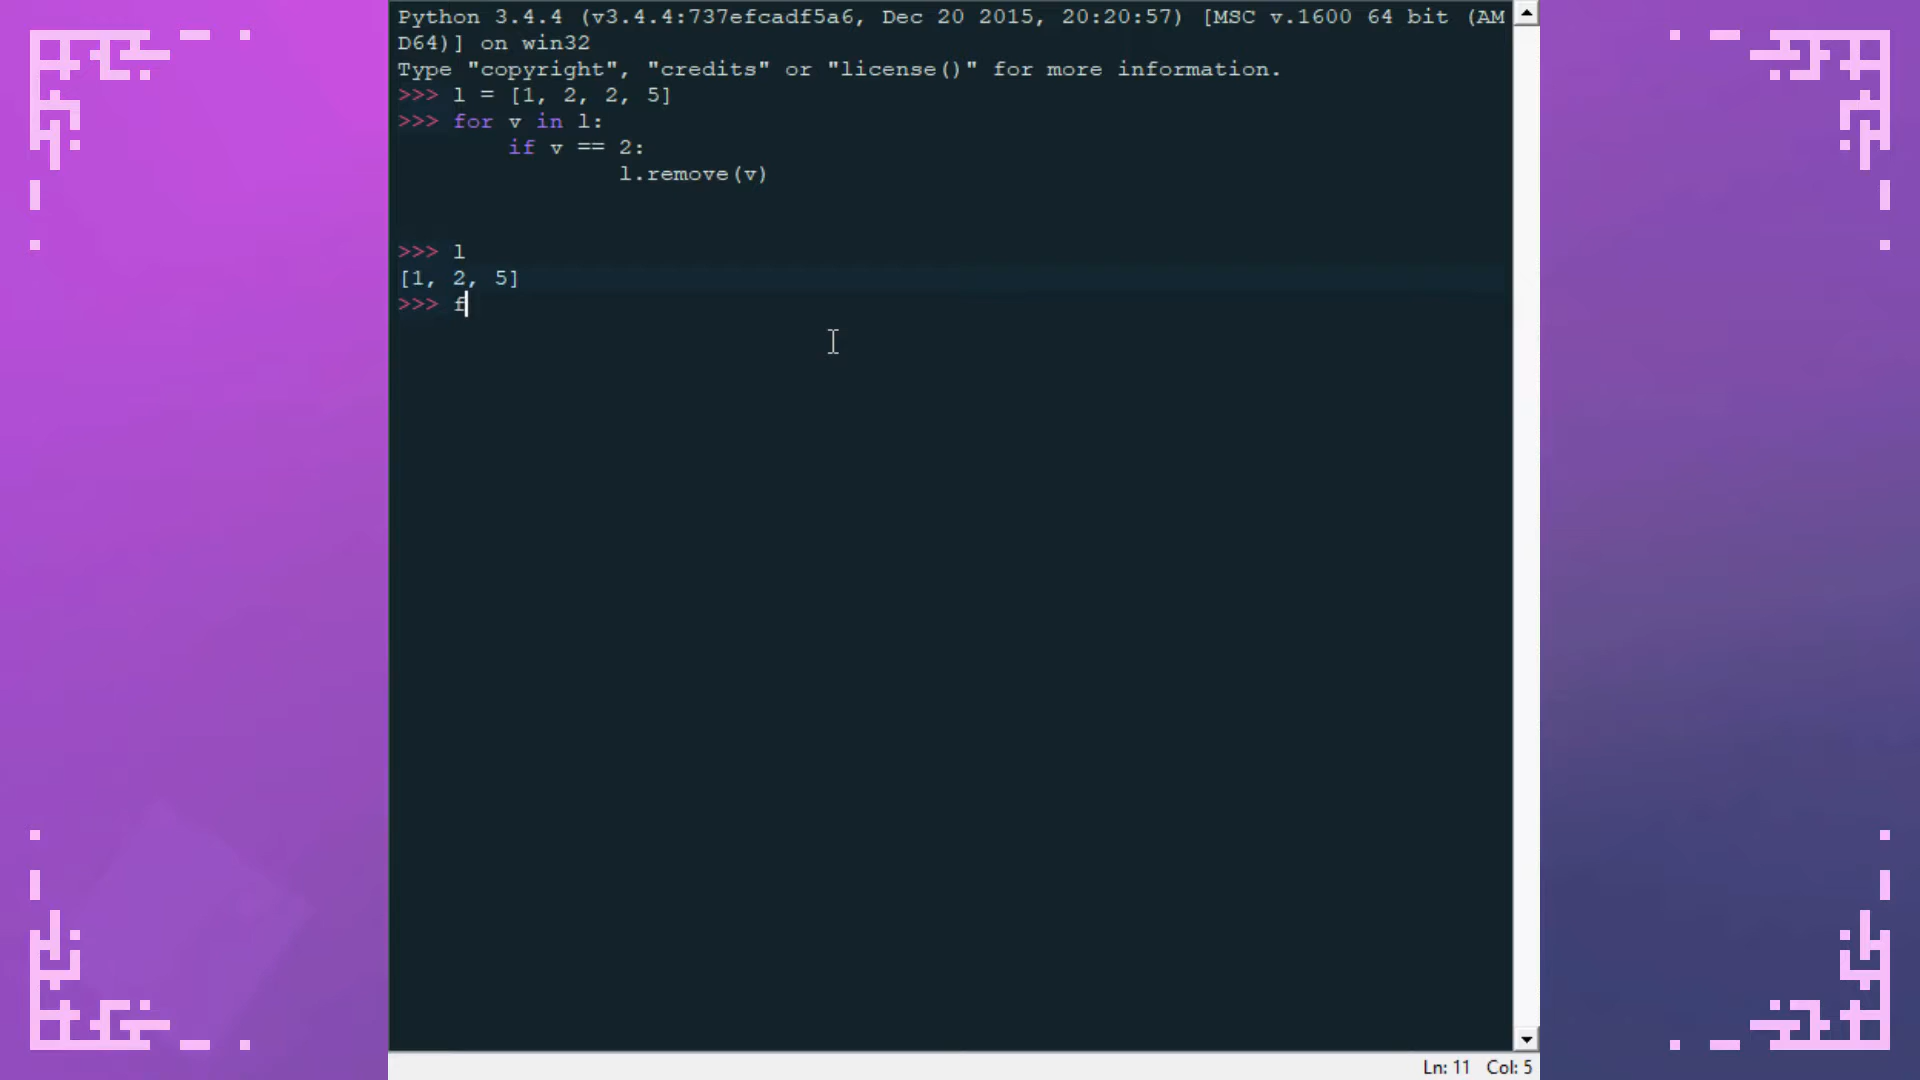 Python 3.4.4 (v3.4.4:737efcadf5a6, Dec 20 2015, 20:20:57) [MSC v.1600 64 bit (AM
D64)] on win32
Type "copyright", "credits" or "license()" for more information.
>>> l = [1, 2, 2, 5]
>>> for v in l:
        if v == 2:
                l.remove(v)
>>> l
[1, 2, 5]
>>> f
Ln: 11 Col: 5